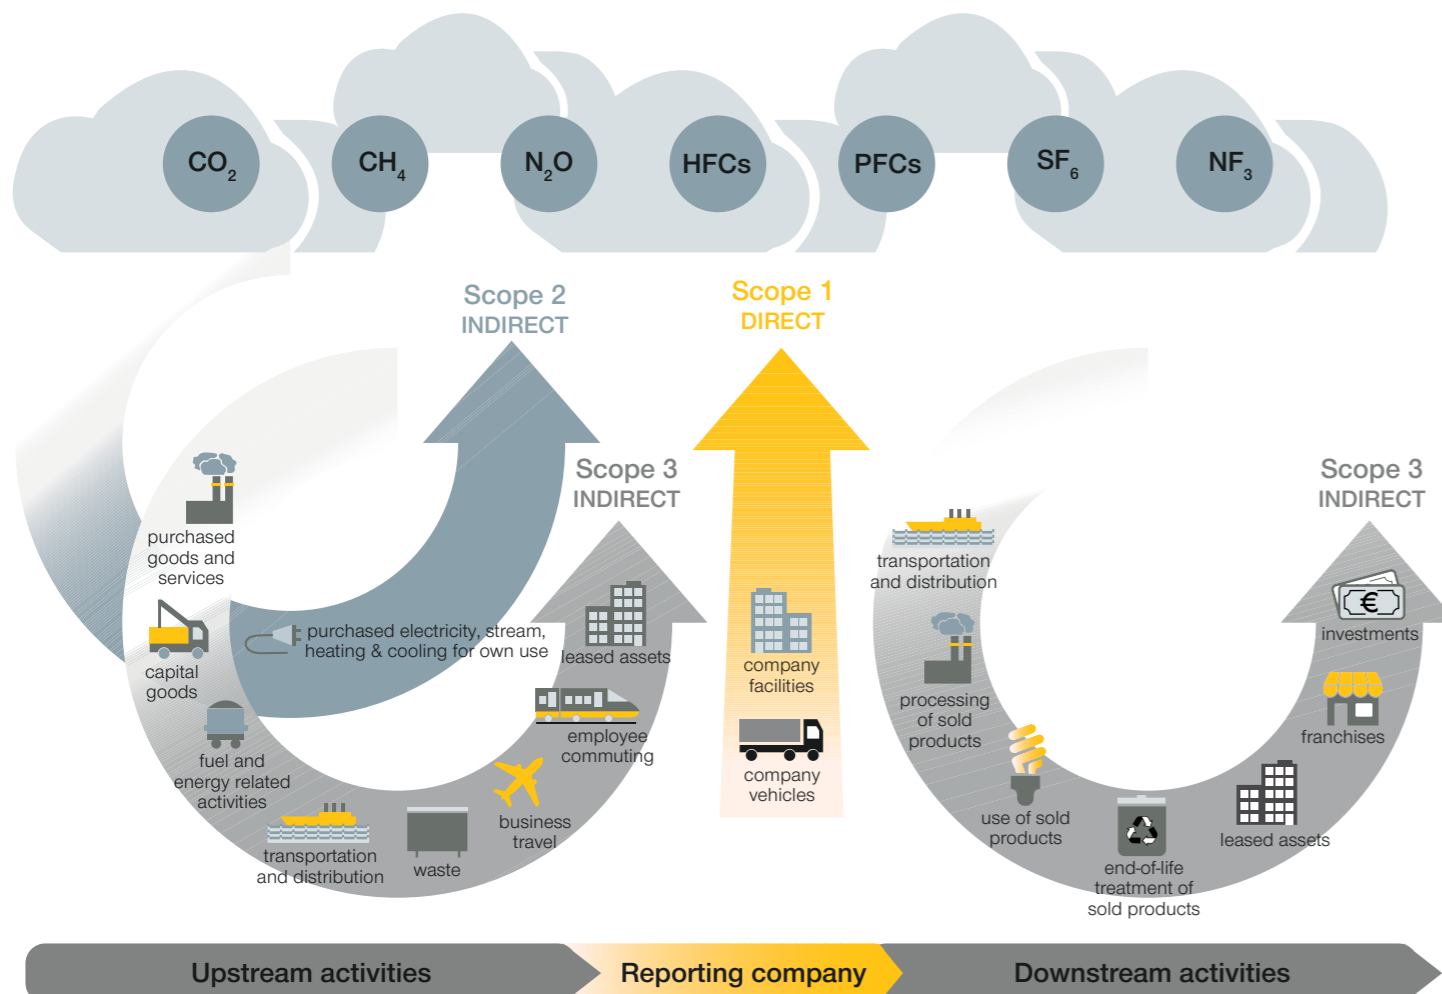 CO2
CH4
N2O
HFCs
PFCs
SF6
NF3
Scope 2
INDIRECT
Scope 1
DIRECT
Scope 3
INDIRECT
Scope 3
INDIRECT
purchased
goods and
services
capital
goods
fuel and
energy related
activities
transportation
and distribution
waste
business
travel
employee
commuting
leased assets
purchased electricity, stream,
heating & cooling for own use
company
facilities
company
vehicles
transportation
and distribution
processing
of sold
products
use of sold
products
end-of-life
treatment of
sold products
leased assets
franchises
€
investments
Upstream activities
Reporting company
Downstream activities